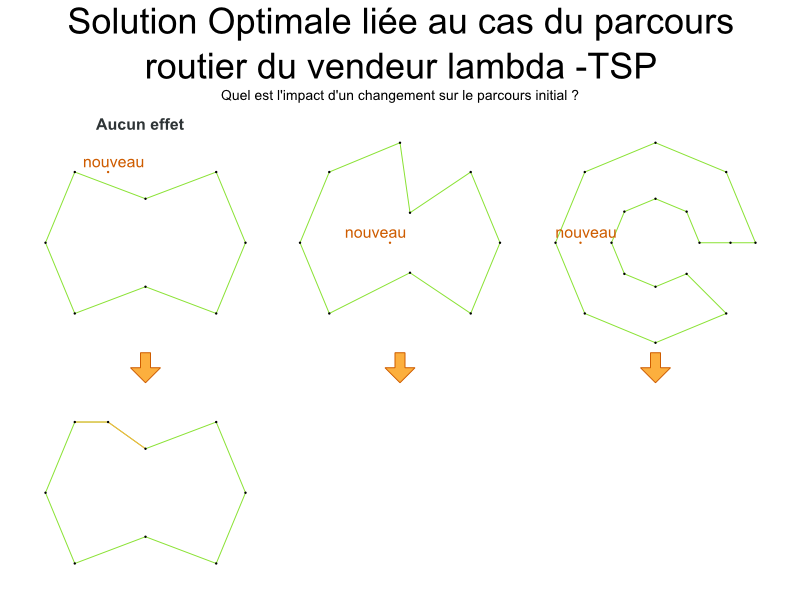 Solution Optimale liée au cas du parcours
routier du vendeur lambda -TSP
Quel est l'impact d'un changement sur le parcours initial ?
Aucun effet
nouveau
nouveau
nouveau